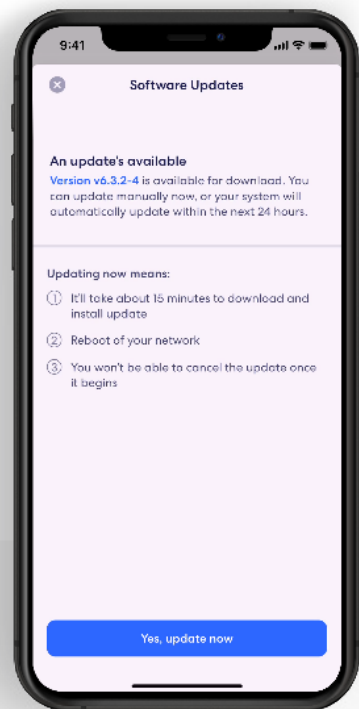 9:41
Software Updates
An update's available
Version v6.3.2-4 is available for download. You
can update manually now, or your system will
automatically update within the next 24 hours.
Updating now means:
1 It'll take about 15 minutes to download and
install update
2 Reboot of your network
3 You won't be able to cancel the update once
it begins
Yes, update now